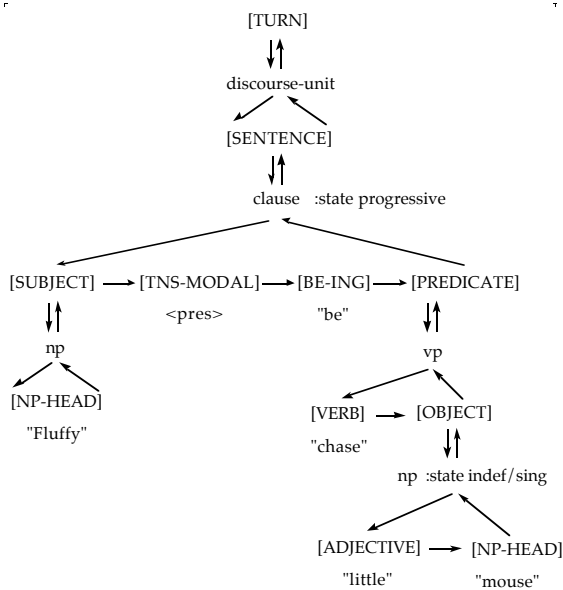 [TURN]
discourse-unit
[SENTENCE]
clause :state progressive
[SUBJECT] [TNS-MODAL] [BE-ING] [PREDICATE]
<pres> "be"
np vp
[NP-HEAD] [VERB] [OBJECT]
"Fluffy" "chase"
np :state indef/sing
[ADJECTIVE] [NP-HEAD]
"little" "mouse"